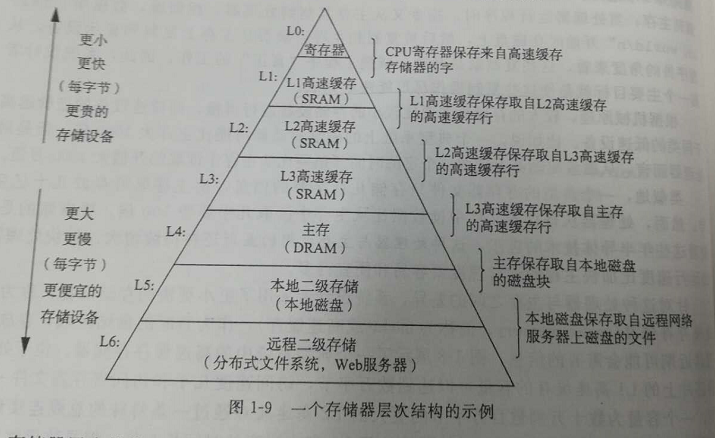 更小
更快
(每字节)
更贵的
存储设备
更大
更慢
(每字节)
更便宜的
存储设备
L0:
寄存器
CPU寄存器保存来自高速缓存
存储器的字
L1:
L1高速缓存
(SRAM)
L1高速缓存保存取自L2高速缓存
的高速缓存行
L2:
L2高速缓存
(SRAM)
L2高速缓存保存取自L3高速缓存
的高速缓存行
L3:
L3高速缓存
(SRAM)
L3高速缓存保存取自主存
的高速缓存行
L4:
主存
(DRAM)
主存保存取自本地磁盘
的磁盘块
L5:
本地二级存储
(本地磁盘)
本地磁盘保存取自远程网络
服务器上磁盘的文件
L6:
远程二级存储
(分布式文件系统，Web服务器)
图 1-9 一个存储器层次结构的示例